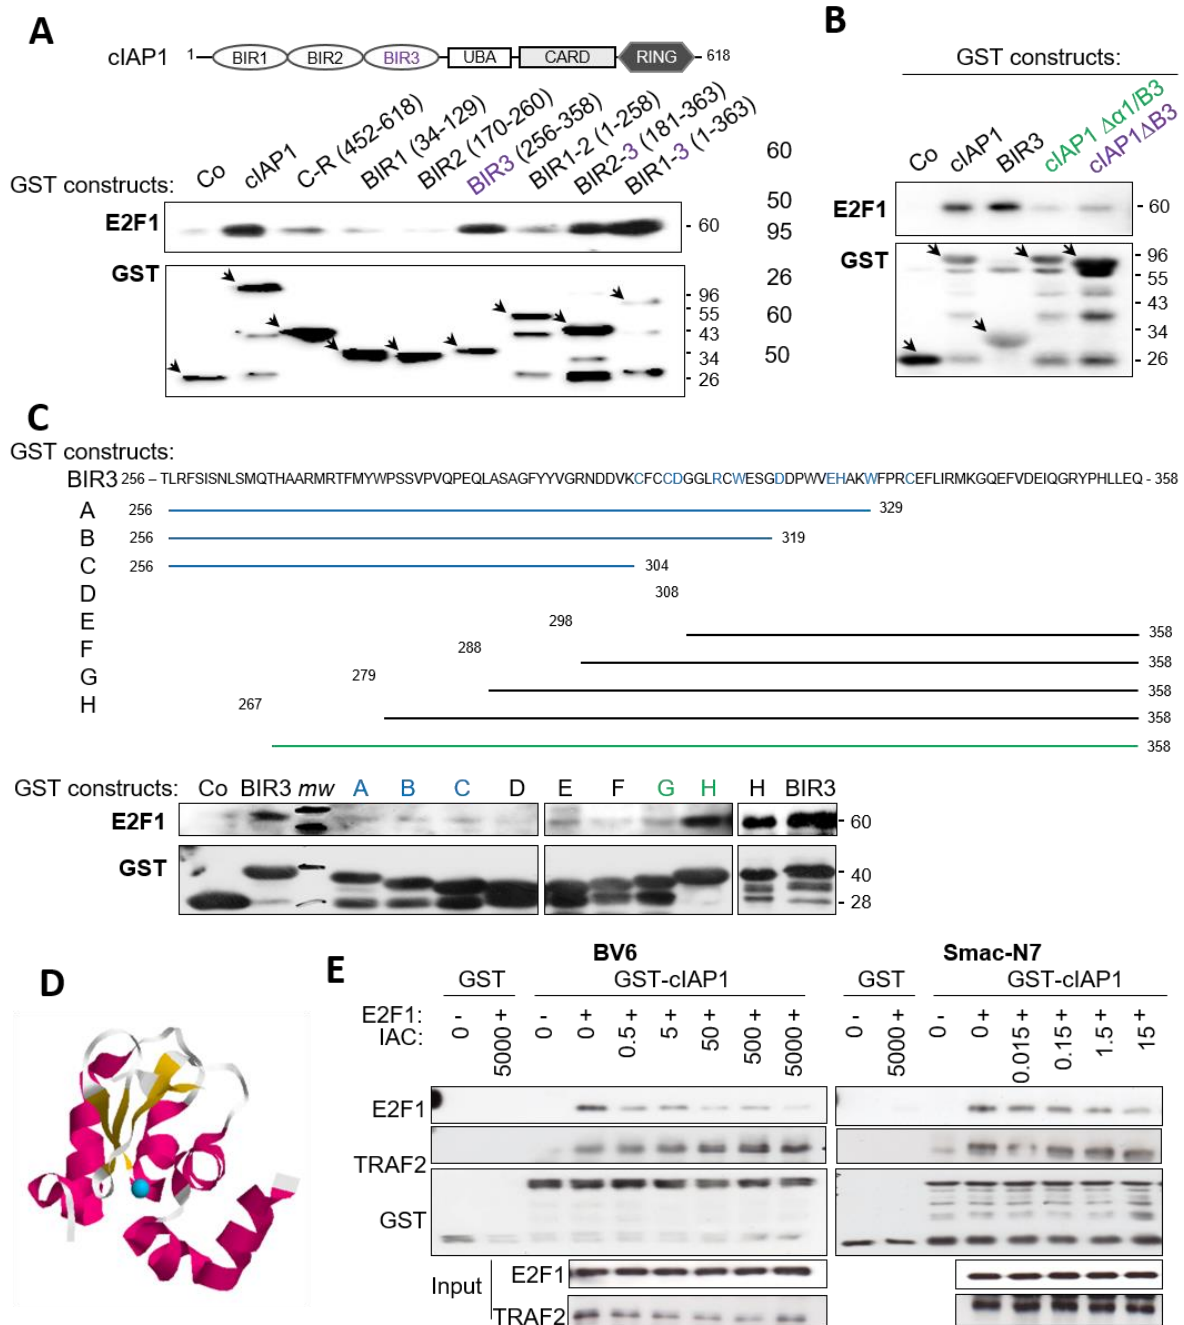 A
cIAP1 1 BIR1 BIR2 BIR3 UBA CARD RING 618
GST constructs: Co cIAP1 C-R (452-618) BIR1 (34-129) BIR2 (170-260) BIR3 (256-358) BIR1-2 (1-258) BIR2-3 (181-363) BIR1-3 (1-363)
E2F1 - 60
GST
- 96
- 55
- 43
- 34
- 26
60
50
95
26
60
50
B
GST constructs:
Co cIAP1 BIR3 cIAP1 Δα1/B3 cIAP1ΔB3
E2F1 - 60
GST - 96
- 55
- 43
- 34
- 26
C
GST constructs:
BIR3 256 – TLRFSISNLSMQTHAARMRTFMYWPSSVPVQPEQLASAGFYYVGRNDDVKCFCCDGGLRCWESGDDPWVEHAKWFPRCEFLIRMKGQEFVDEIQGRYPHLLEQ - 358
A 256 329
B 256 319
C 256 304
D 308
E 298 358
F 288 358
G 279 358
H 267 358
358
GST constructs: Co BIR3 mw A B C D E F G H H BIR3
E2F1 - 60
GST - 40
- 28
D
E
BV6
GST GST-cIAP1
E2F1: - + - + + + + + +
IAC: 0 5000 0 0 0.5 5 50 500 5000
Smac-N7
GST GST-cIAP1
- + - + + + + +
0 5000 0 0 0.015 0.15 1.5 15
E2F1
TRAF2
GST
Input E2F1
TRAF2